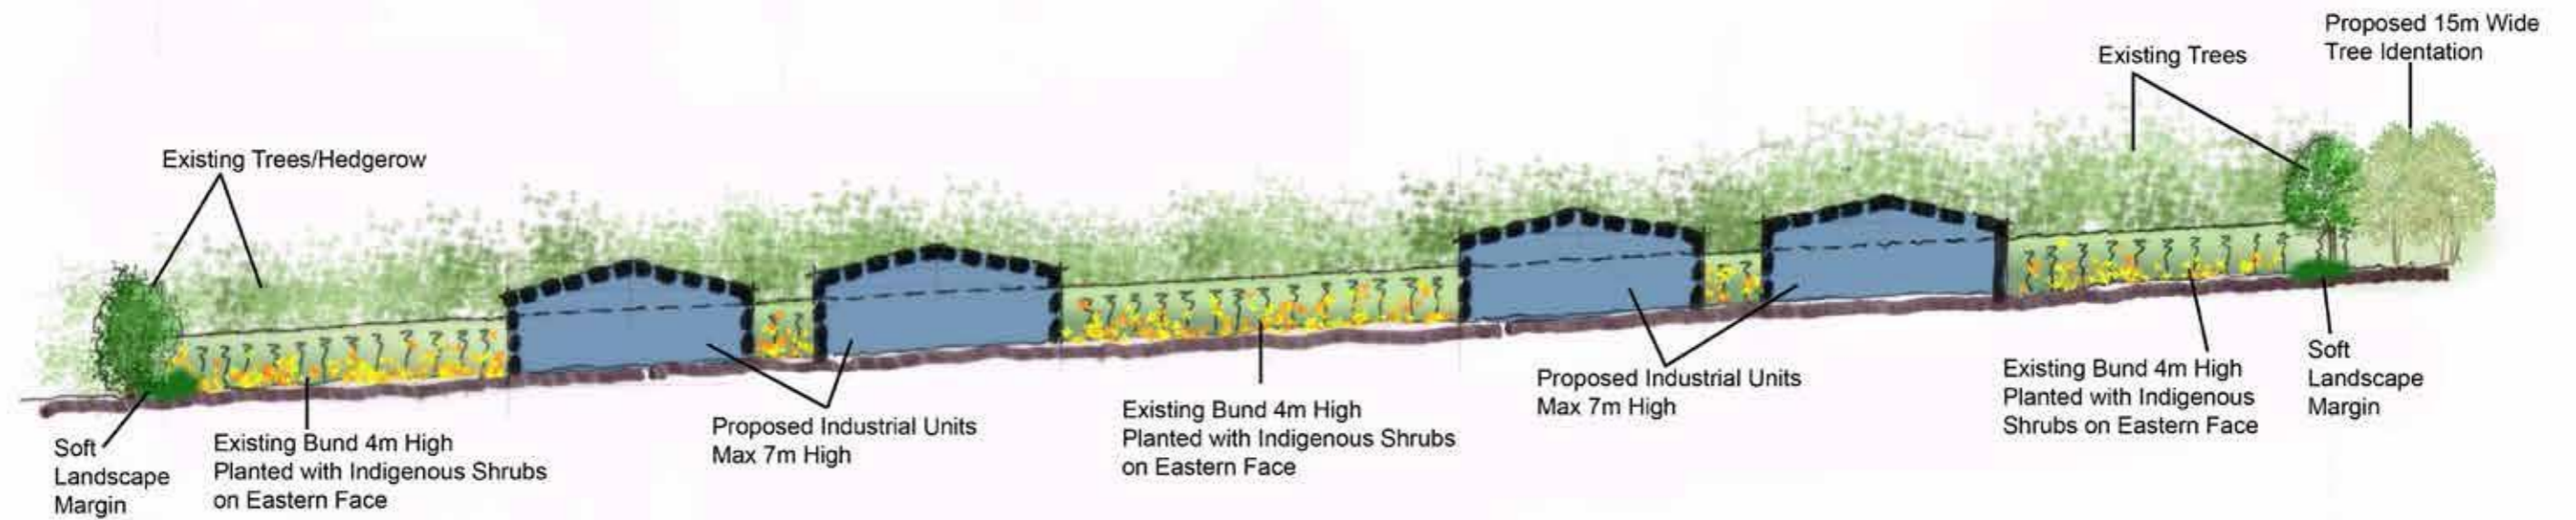 Proposed 15m Wide
Tree Identation
Existing Trees
Existing Trees/Hedgerow
Soft
Landscape
Margin
Existing Bund 4m High
Planted with Indigenous Shrubs
on Eastern Face
Proposed Industrial Units
Max 7m High
Existing Bund 4m High
Planted with Indigenous Shrubs
on Eastern Face
Proposed Industrial Units
Max 7m High
Existing Bund 4m High
Planted with Indigenous
Shrubs on Eastern Face
Soft
Landscape
Margin